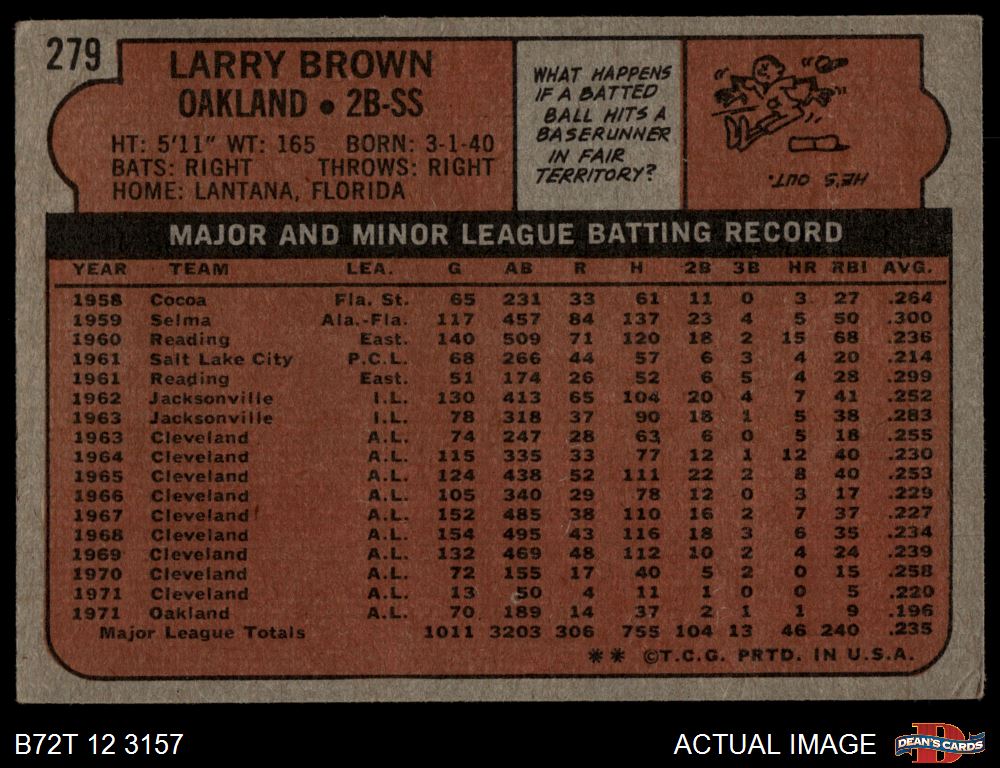 279
LARRY BROWN
OAKLAND • 2B-SS
HT: 5'11" WT: 165 BORN: 3-1-40
BATS: RIGHT THROWS: RIGHT
HOME: LANTANA, FLORIDA
WHAT HAPPENS
IF A BATTED
BALL HITS A
BASERUNNER
IN FAIR
TERRITORY?
HE'S OUT.
MAJOR AND MINOR LEAGUE BATTING RECORD
YEAR TEAM LEA. G AB R H 2B 3B HR RBI AVG.
1958 Cocoa Fla. St. 65 231 33 61 11 0 3 27 .264
1959 Selma Ala.-Fla. 117 457 84 137 23 4 5 50 .300
1960 Reading East. 140 509 71 120 18 2 15 68 .236
1961 Salt Lake City P.C.L. 68 266 44 57 6 3 4 20 .214
1961 Reading East. 51 174 26 52 6 5 4 28 .299
1962 Jacksonville I.L. 130 413 65 104 20 4 7 41 .252
1963 Jacksonville I.L. 78 318 37 90 18 1 5 38 .283
1963 Cleveland A.L. 74 247 28 63 6 0 5 18 .255
1964 Cleveland A.L. 115 335 33 77 12 1 12 40 .230
1965 Cleveland A.L. 124 438 52 111 22 2 8 40 .253
1966 Cleveland A.L. 105 340 29 78 12 0 3 17 .229
1967 Cleveland A.L. 152 485 38 110 16 2 7 37 .227
1968 Cleveland A.L. 154 495 43 116 18 3 6 35 .234
1969 Cleveland A.L. 132 469 48 112 10 2 4 24 .239
1970 Cleveland A.L. 72 155 17 40 5 2 0 15 .258
1971 Cleveland A.L. 13 50 4 11 1 0 0 5 .220
1971 Oakland A.L. 70 189 14 37 2 1 1 9 .196
Major League Totals 1011 3203 306 755 104 13 46 240 .235
** ©T.C.G. PRTD. IN U.S.A.
B72T 12 3157
ACTUAL IMAGE
D
DEAN'S CARDS